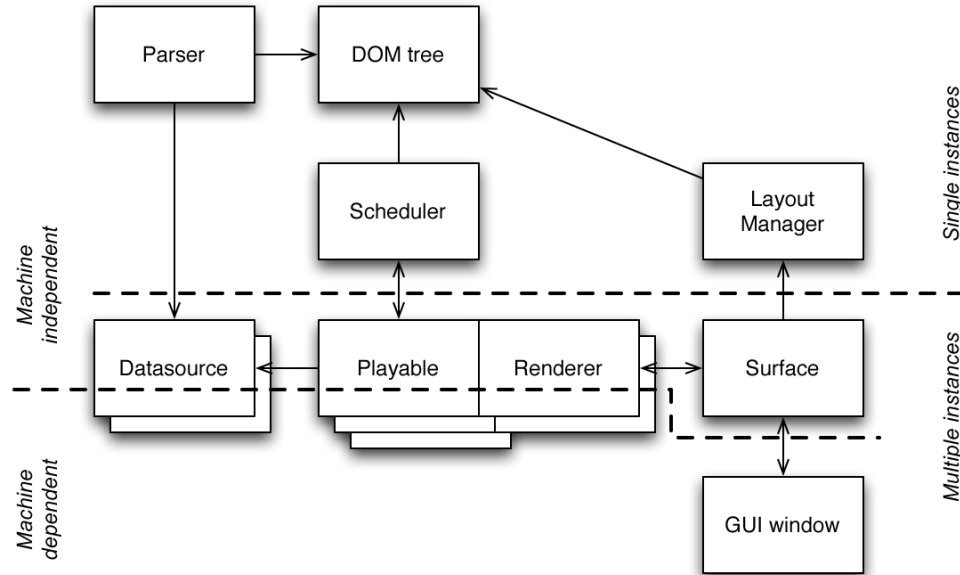 Parser
DOM tree
Scheduler
Layout
Manager
Single instances
Machine
independent
Datasource
Playable
Renderer
Surface
Multiple instances
Machine
dependent
GUI window